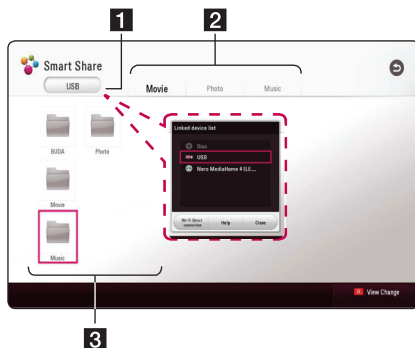 1
2
Smart Share
USB
Movie
Photo
Music
Linked device list
Disc
USB
Nero MediaHome 4 (LE...
Wi-Fi Direct
connection
Help
Close
BUDA
Photo
Movie
Music
R View Change
3